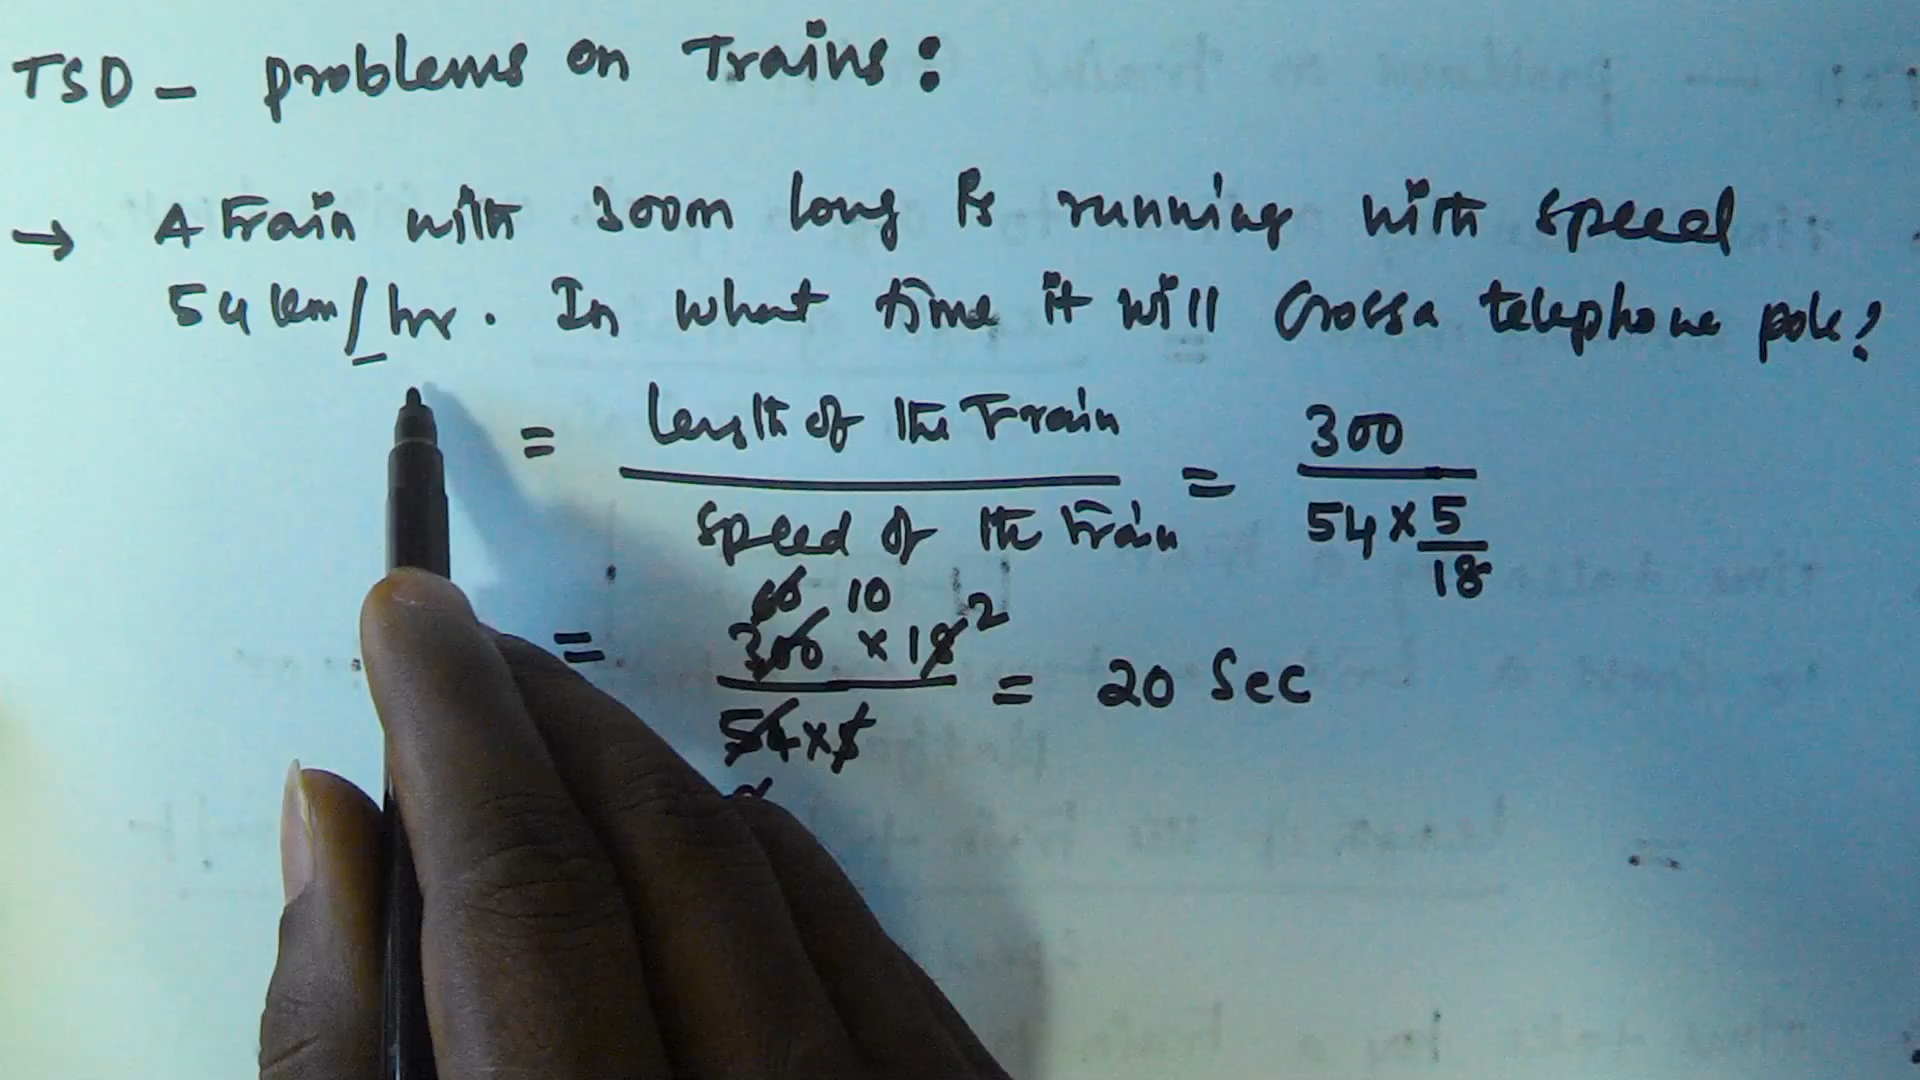 TSD - problems on Trains:
→ A Train with 300m long is running with speed
54 km/hr. In what time it will cross a telephone pole?
= Length of the Train / Speed of the train = 300 / 54 × 5/18
60 10 2
= 300 × 18 / 54 × 5 = 20 Sec